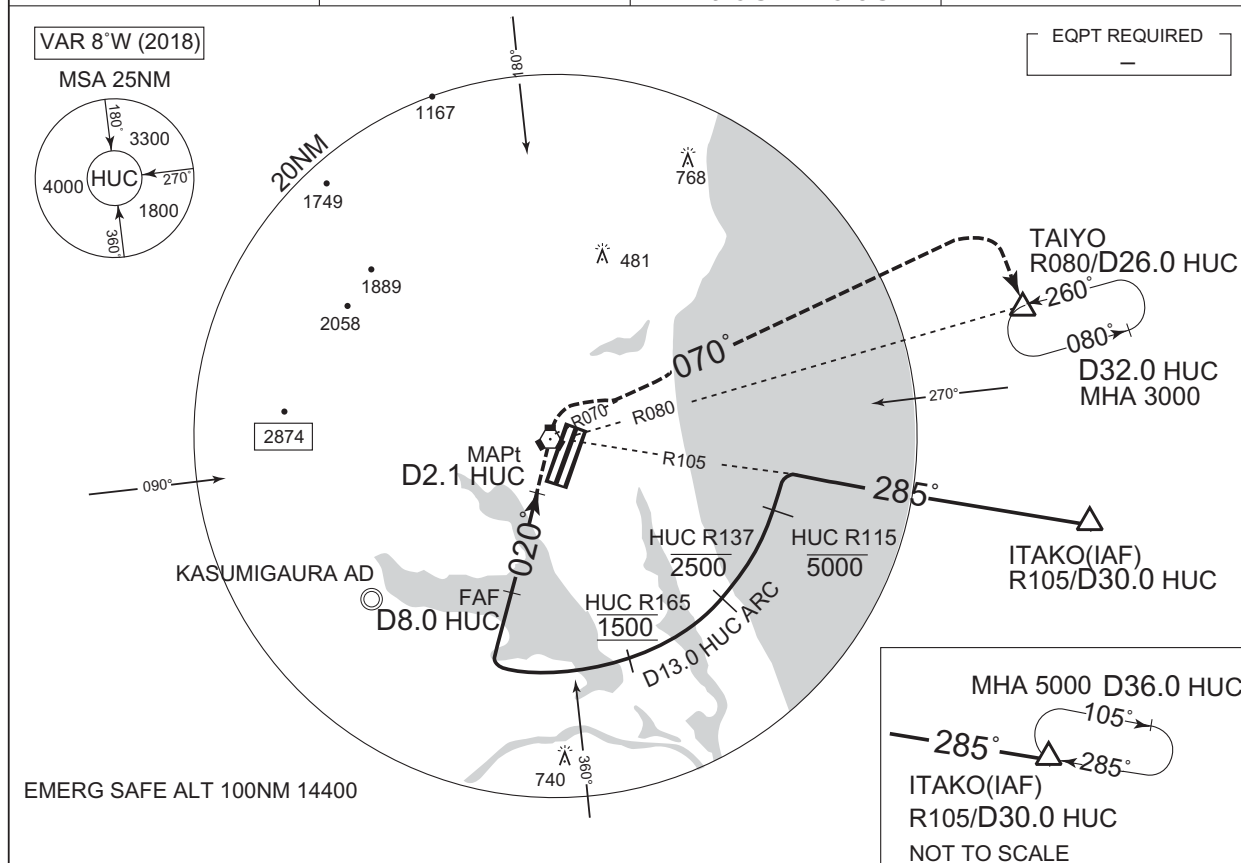 VAR 8°W (2018)
MSA 25NM
180°
3300
4000
HUC
270°
1800
360°
EQPT REQUIRED
–
180°
1167
20NM
1749
768
481
1889
2058
TAIYO
R080/D26.0 HUC
260°
080°
D32.0 HUC
MHA 3000
070°
270°
R070
R080
2874
MAPt
D2.1 HUC
R105
285°
090°
020°
HUC R137
2500
HUC R115
5000
ITAKO(IAF)
R105/D30.0 HUC
KASUMIGAURA AD
FAF
D8.0 HUC
HUC R165
1500
D13.0 HUC ARC
740
360°
EMERG SAFE ALT 100NM 14400
MHA 5000 D36.0 HUC
105°
285°
285°
ITAKO(IAF)
R105/D30.0 HUC
NOT TO SCALE